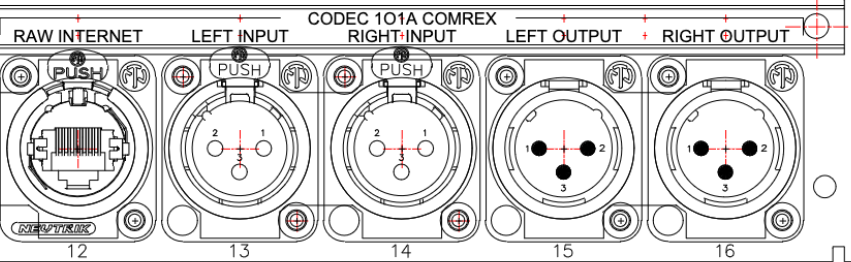 CODEC 101A COMREX
RAW INTERNET LEFT INPUT RIGHT INPUT LEFT OUTPUT RIGHT OUTPUT
PUSH PUSH PUSH
2 1 2 1 1 2 1 2
3 3 3 3
NEUTRIK
12 13 14 15 16